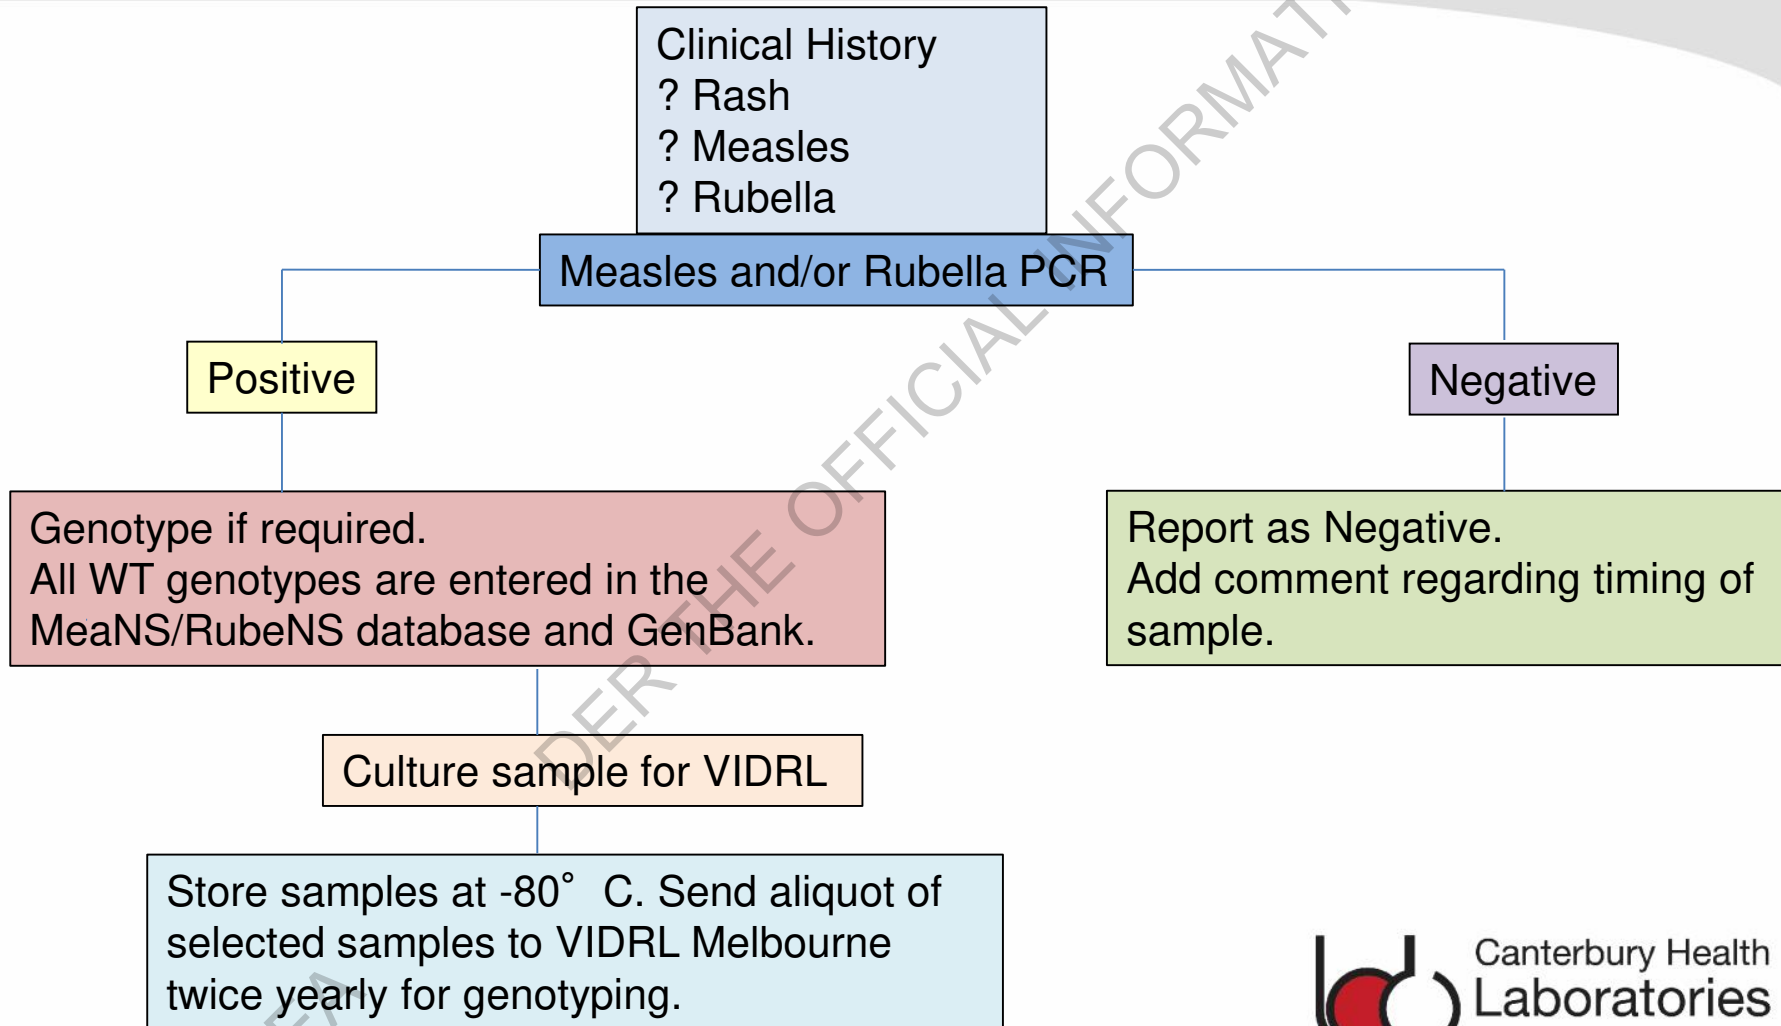 Clinical History
? Rash
? Measles
? Rubella
Measles and/or Rubella PCR
Positive
Negative
Genotype if required.
All WT genotypes are entered in the
MeaNS/RubeNS database and GenBank.
Report as Negative.
Add comment regarding timing of
sample.
Culture sample for VIDRL
Store samples at -80° C. Send aliquot of
selected samples to VIDRL Melbourne
twice yearly for genotyping.
Canterbury Health
Laboratories
THE OFFICIAL